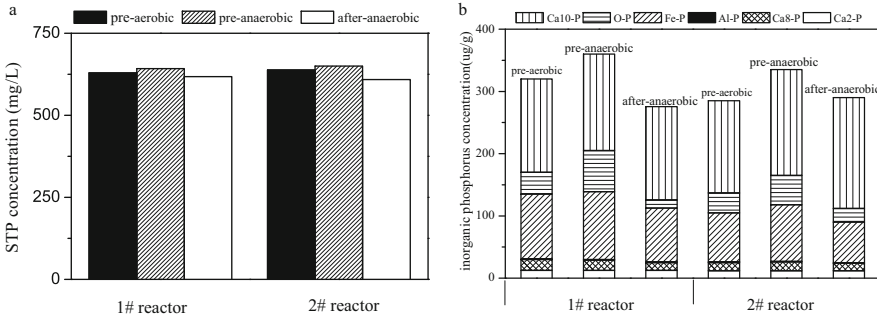 a
pre-aerobic pre-anaerobic after-anaerobic
STP concentration (mg/L)
750
500
250
0
1# reactor 2# reactor
b
Ca10-P O-P Fe-P Al-P Ca8-P Ca2-P
inorganic phosphorus concentration(ug/g)
400
300
200
100
0
pre-aerobic
pre-anaerobic
after-anaerobic
pre-aerobic
pre-anaerobic
after-anaerobic
1# reactor 2# reactor